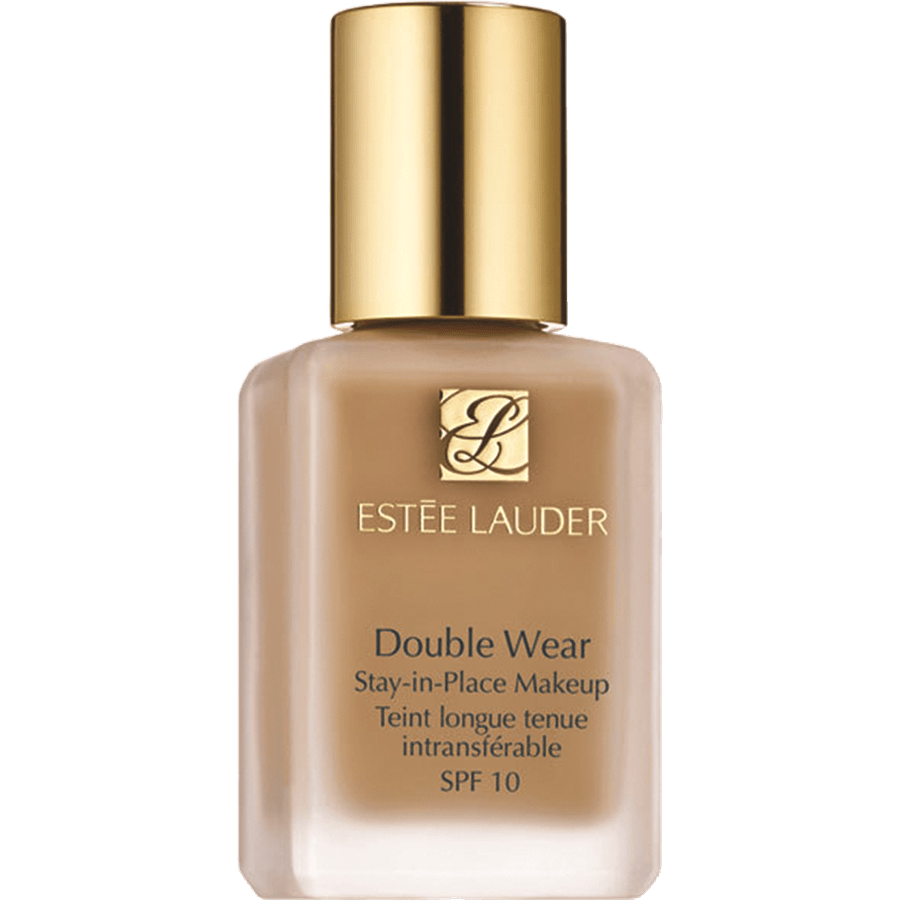 ESTĒE LAUDER
Double Wear
Stay-in-Place Makeup
Teint longue tenue
intransférable
SPF 10